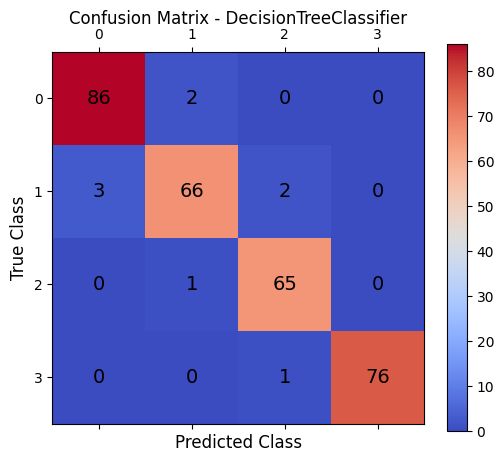 Confusion Matrix - DecisionTreeClassifier
0 1 2 3
0 86 2 0 0
1 3 66 2 0
2 0 1 65 0
3 0 0 1 76
True Class
Predicted Class
80
70
60
50
40
30
20
10
0